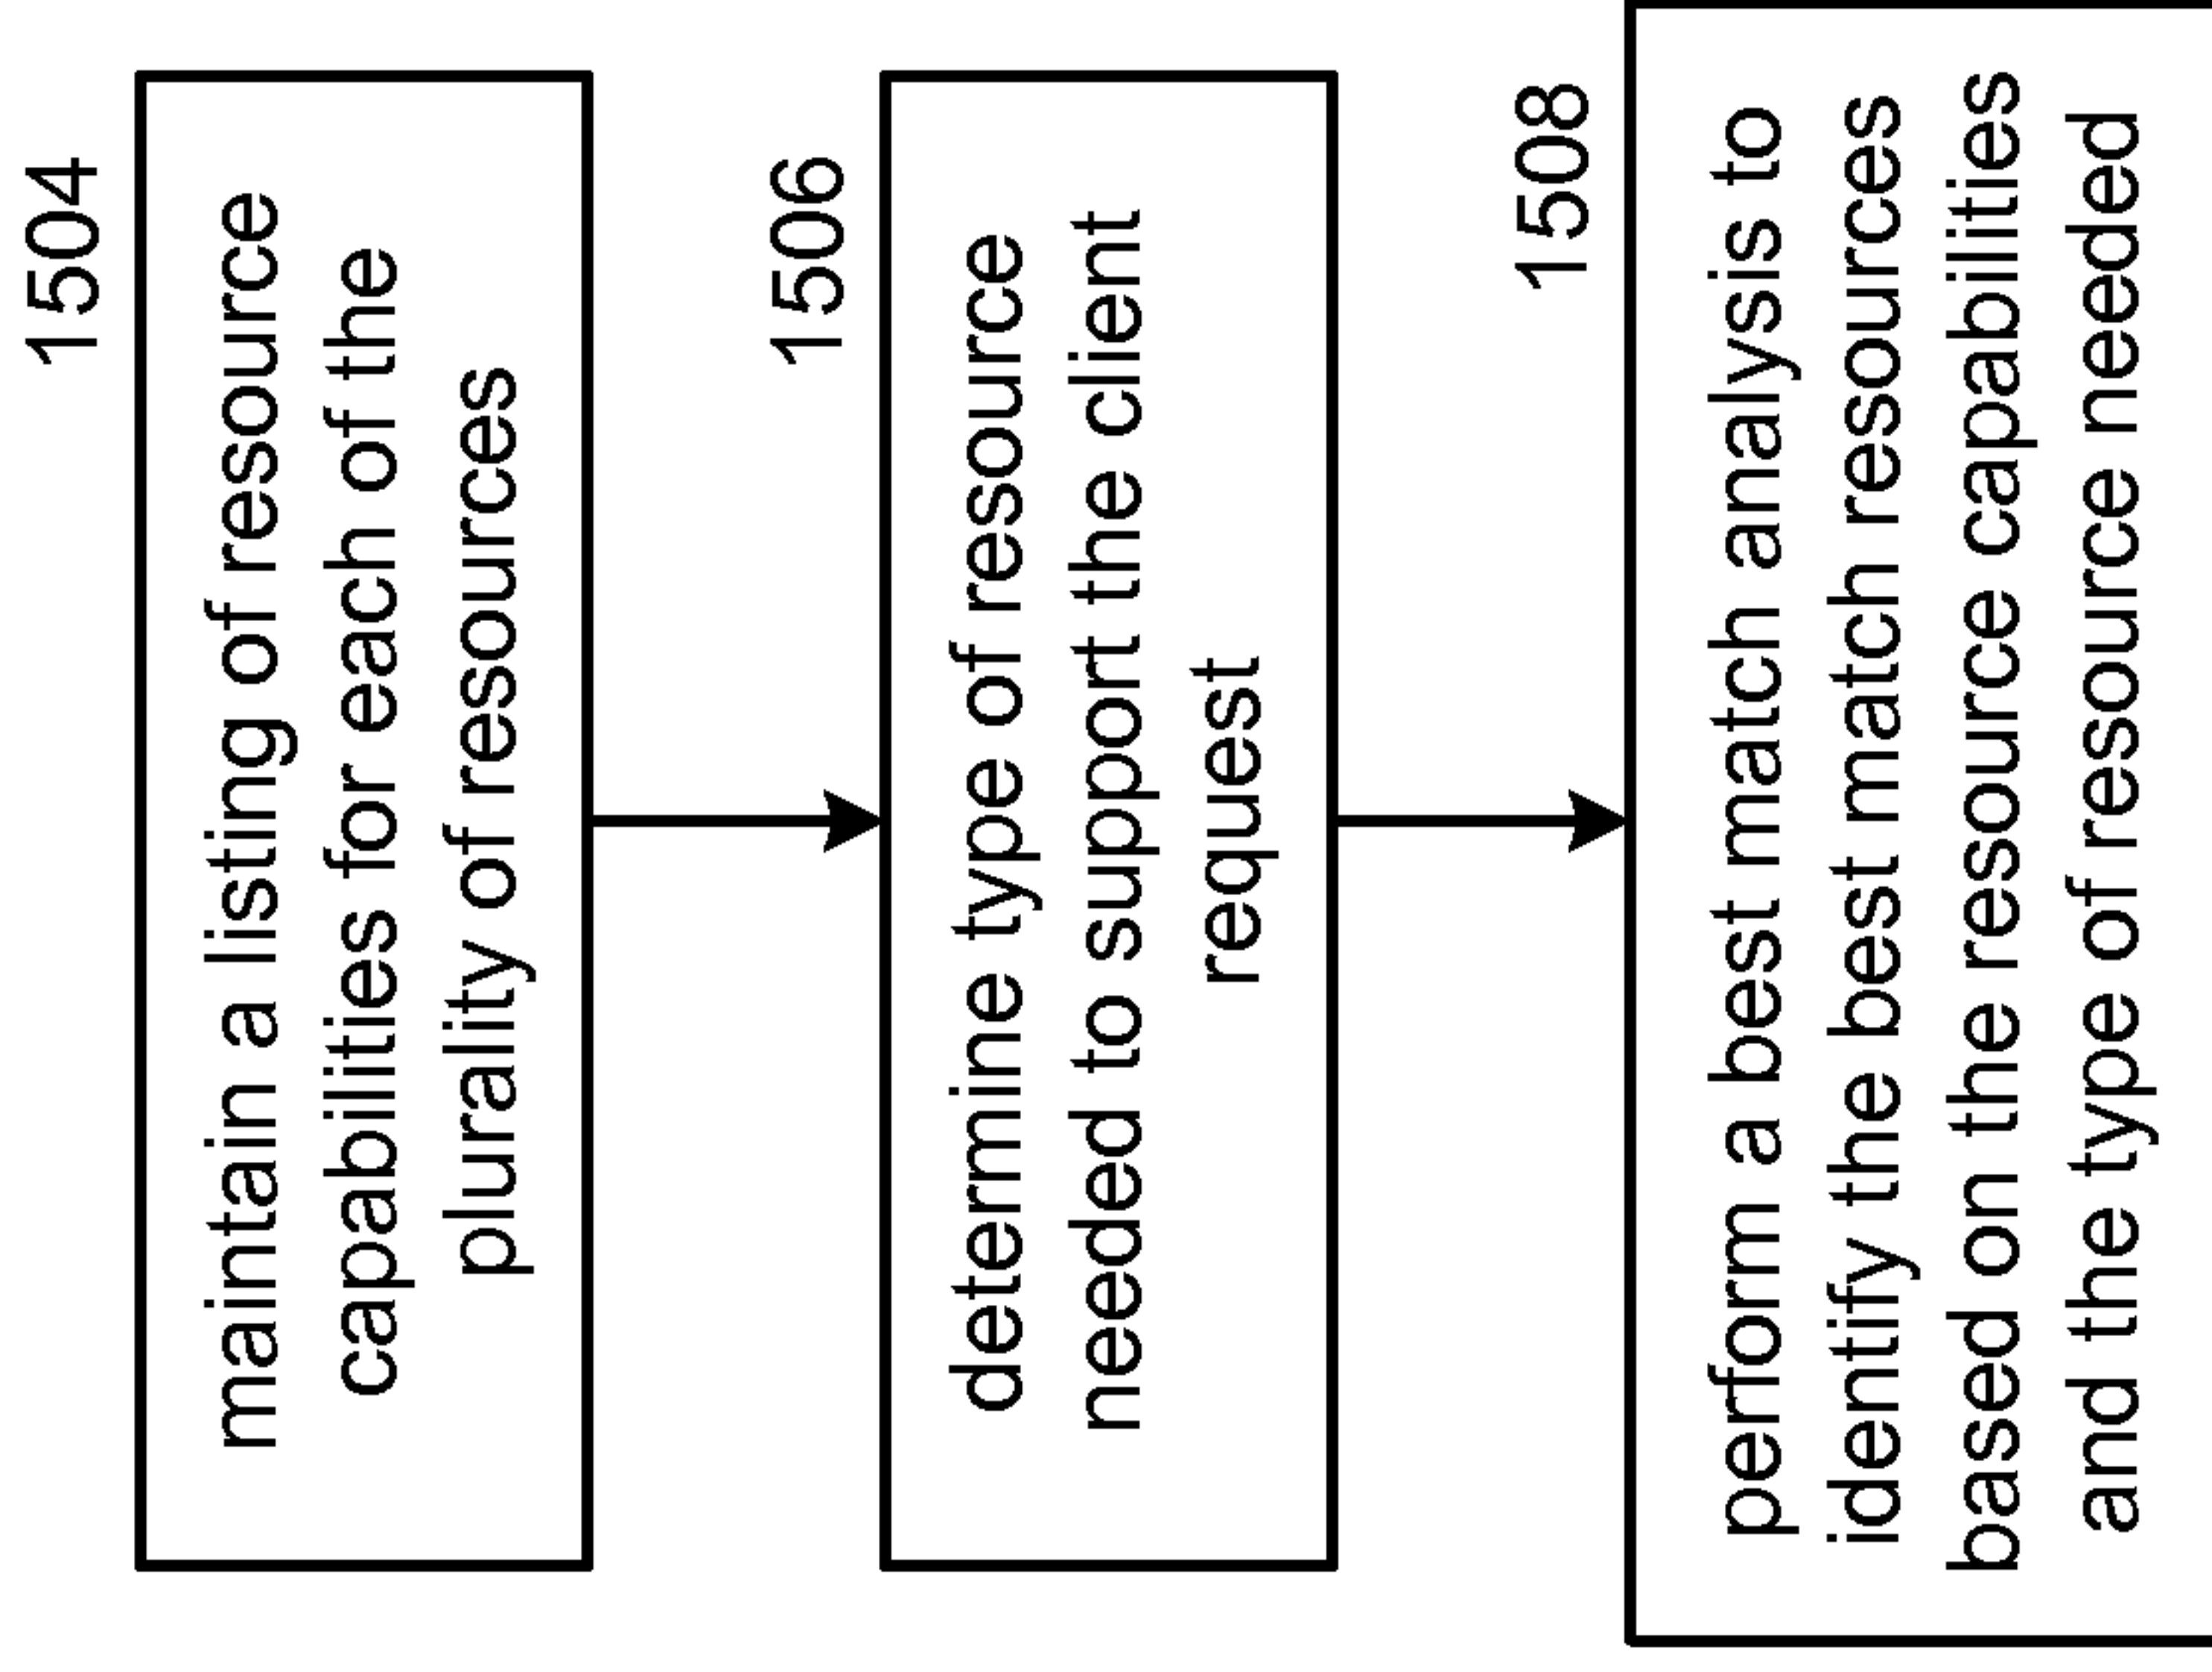 1504
maintain a listing of resource
capabilities for each of the
plurality of resources
1506
determine type of resource
needed to support the client
request
1508
perform a best match analysis to
identify the best match resources
based on the resource capabilities
and the type of resource needed